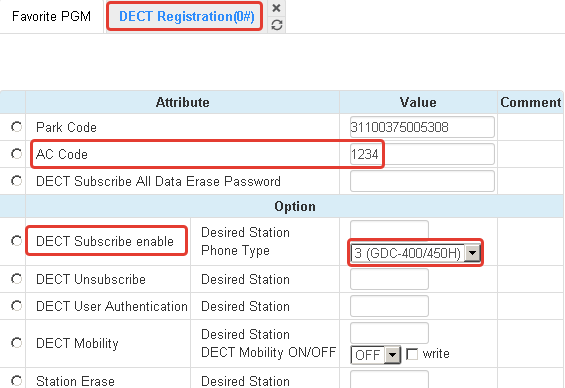 Favorite PGM
DECT Registration(0#)
Attribute Value Comment
Park Code 31100375005308
AC Code 1234
DECT Subscribe All Data Erase Password
Option
DECT Subscribe enable
Desired Station
Phone Type 3 (GDC-400/450H)
DECT Unsubscribe Desired Station
DECT User Authentication Desired Station
DECT Mobility
Desired Station
DECT Mobility ON/OFF OFF write
Station Erase Desired Station